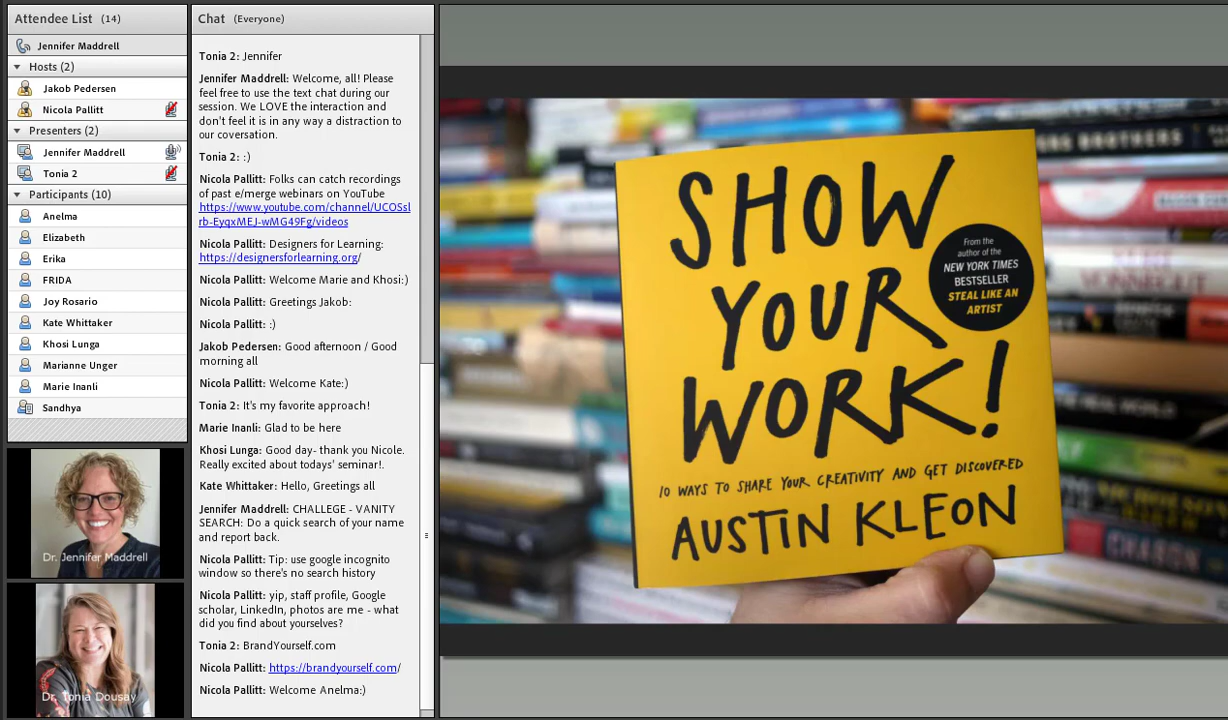 Attendee List (14)
Jennifer Maddrell
Hosts (2)
Jakob Pedersen
Nicola Pallitt
Presenters (2)
Jennifer Maddrell
Tonia 2
Participants (10)
Anelma
Elizabeth
Erika
FRIDA
Joy Rosario
Kate Whittaker
Khosi Lunga
Marianne Unger
Marie Inanli
Sandhya
Dr. Jennifer Maddrell
Dr. Tonia Dousay
Chat (Everyone)
Tonia 2: Jennifer
Jennifer Maddrell: Welcome, all! Please
feel free to use the text chat during our
session. We LOVE the interaction and
don't feel it is in any way a distraction to
our coversation.
Tonia 2: :)
Nicola Pallitt: Folks can catch recordings
of past e/merge webinars on YouTube
https://www.youtube.com/channel/UCOSsl
rb-EyqxMEJ-wMG49Fg/videos
Nicola Pallitt: Designers for Learning:
https://designersforlearning.org/
Nicola Pallitt: Welcome Marie and Khosi:)
Nicola Pallitt: Greetings Jakob:
Nicola Pallitt: :)
Jakob Pedersen: Good afternoon / Good
morning all
Nicola Pallitt: Welcome Kate:)
Tonia 2: It's my favorite approach!
Marie Inanli: Glad to be here
Khosi Lunga: Good day- thank you Nicole.
Really excited about todays' seminar!.
Kate Whittaker: Hello, Greetings all
Jennifer Maddrell: CHALLEGE - VANITY
SEARCH: Do a quick search of your name
and report back.
Nicola Pallitt: Tip: use google incognito
window so there's no search history
Nicola Pallitt: yip, staff profile, Google
scholar, LinkedIn, photos are me - what
did you find about yourselves?
Tonia 2: BrandYourself.com
Nicola Pallitt: https://brandyourself.com/
Nicola Pallitt: Welcome Anelma:)
SHOW
YOUR
WORK!
From the
author of the
NEW YORK TIMES
BESTSELLER
STEAL LIKE AN
ARTIST
10 WAYS TO SHARE YOUR CREATIVITY AND GET DISCOVERED
AUSTIN KLEON